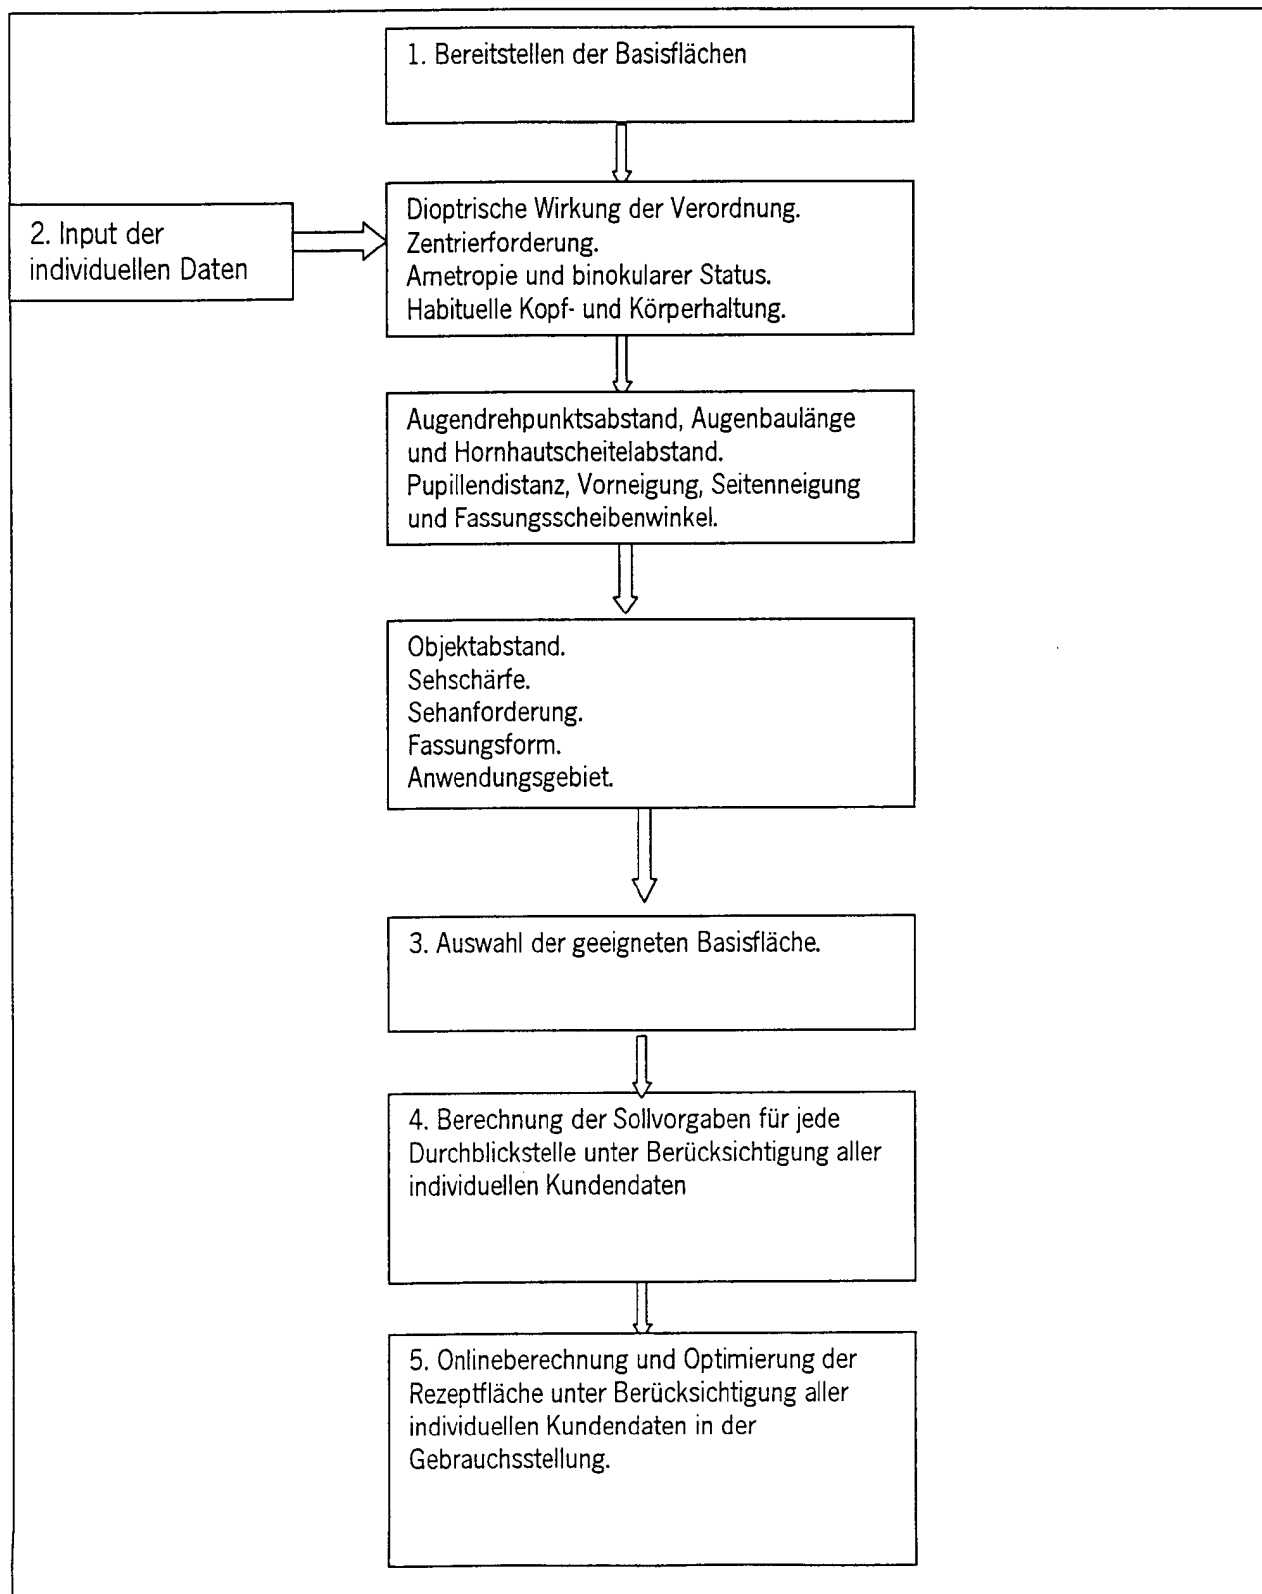 1. Bereitstellen der Basisflächen
2. Input der
individuellen Daten
Dioptrische Wirkung der Verordnung.
Zentrierforderung.
Ametropie und binokularer Status.
Habituelle Kopf- und Körperhaltung.
Augendrehpunktsabstand, Augenbaulänge
und Hornhautscheitelabstand.
Pupillendistanz, Vorneigung, Seitenneigung
und Fassungsscheibenwinkel.
Objektabstand.
Sehschärfe.
Sehanforderung.
Fassungsform.
Anwendungsgebiet.
3. Auswahl der geeigneten Basisfläche.
4. Berechnung der Sollvorgaben für jede
Durchblickstelle unter Berücksichtigung aller
individuellen Kundendaten
5. Onlineberechnung und Optimierung der
Rezeptfläche unter Berücksichtigung aller
individuellen Kundendaten in der
Gebrauchsstellung.